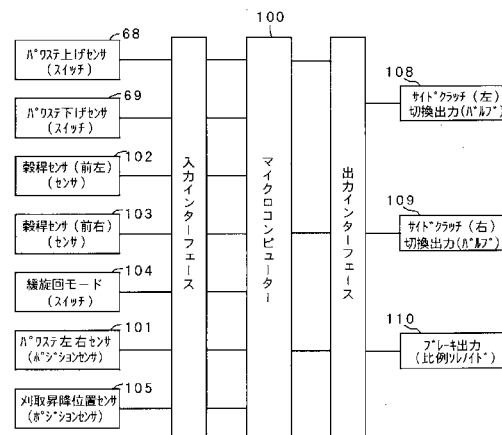 100
68
パワステ上げセンサ
(スイッチ)
69
パワステ下げセンサ
(スイッチ)
102
穀稈センサ(前左)
(センサ)
103
穀稈センサ(前右)
(センサ)
104
緩旋回モード
(スイッチ)
101
パワステ左右センサ
(ポジションセンサ)
105
刈取昇降位置センサ
(ポジションセンサ)
入力インターフェース
マイクロコンピューター
出力インターフェース
108
サイドクラッチ(左)
切換出力(バルブ)
109
サイドクラッチ(右)
切換出力(バルブ)
110
ブレーキ出力
(比例ソレノイド)